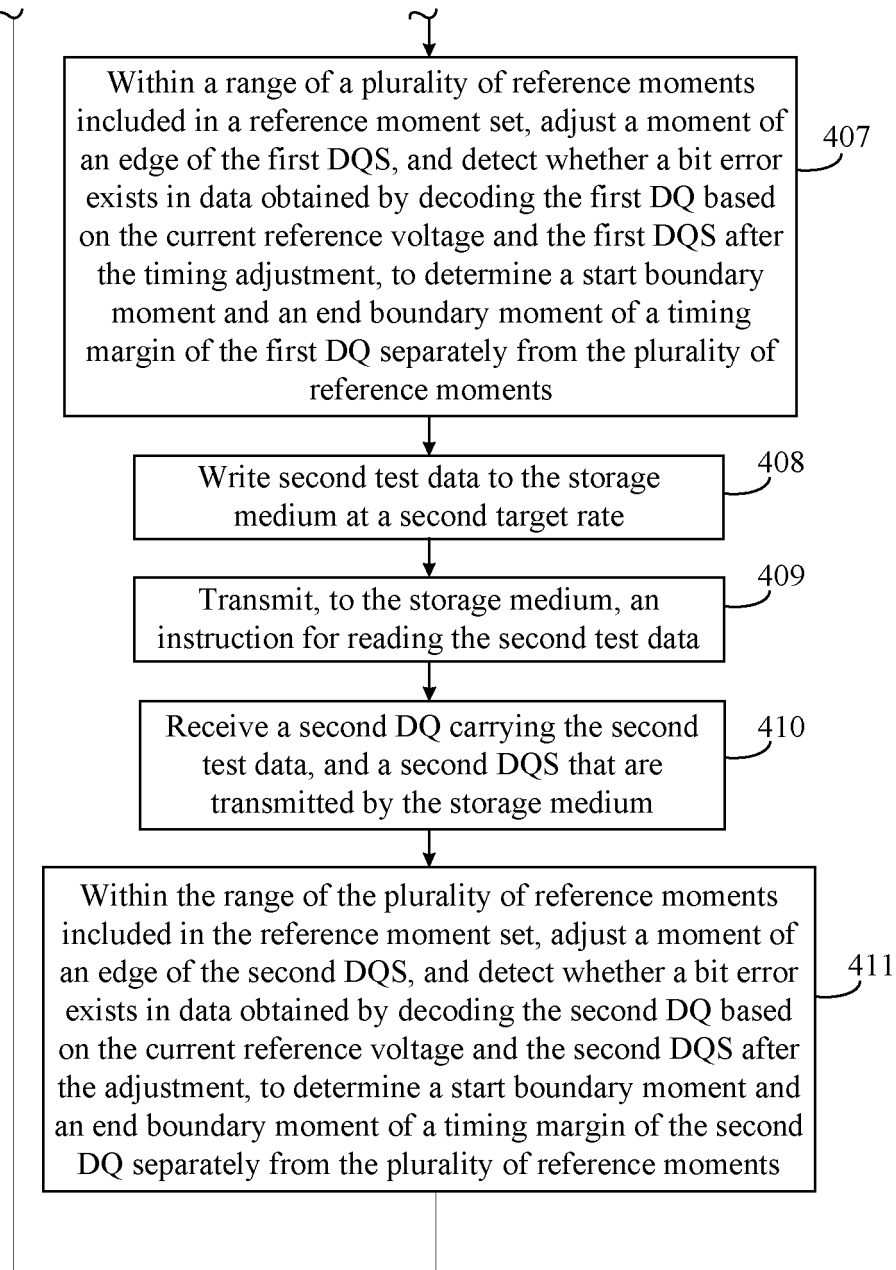 Within a range of a plurality of reference moments
included in a reference moment set, adjust a moment of
an edge of the first DQS, and detect whether a bit error
exists in data obtained by decoding the first DQ based
on the current reference voltage and the first DQS after
the timing adjustment, to determine a start boundary
moment and an end boundary moment of a timing
margin of the first DQ separately from the plurality of
reference moments
407
Write second test data to the storage
medium at a second target rate
408
Transmit, to the storage medium, an
instruction for reading the second test data
409
Receive a second DQ carrying the second
test data, and a second DQS that are
transmitted by the storage medium
410
Within the range of the plurality of reference moments
included in the reference moment set, adjust a moment of
an edge of the second DQS, and detect whether a bit error
exists in data obtained by decoding the second DQ based
on the current reference voltage and the second DQS after
the adjustment, to determine a start boundary moment and
an end boundary moment of a timing margin of the second
DQ separately from the plurality of reference moments
411